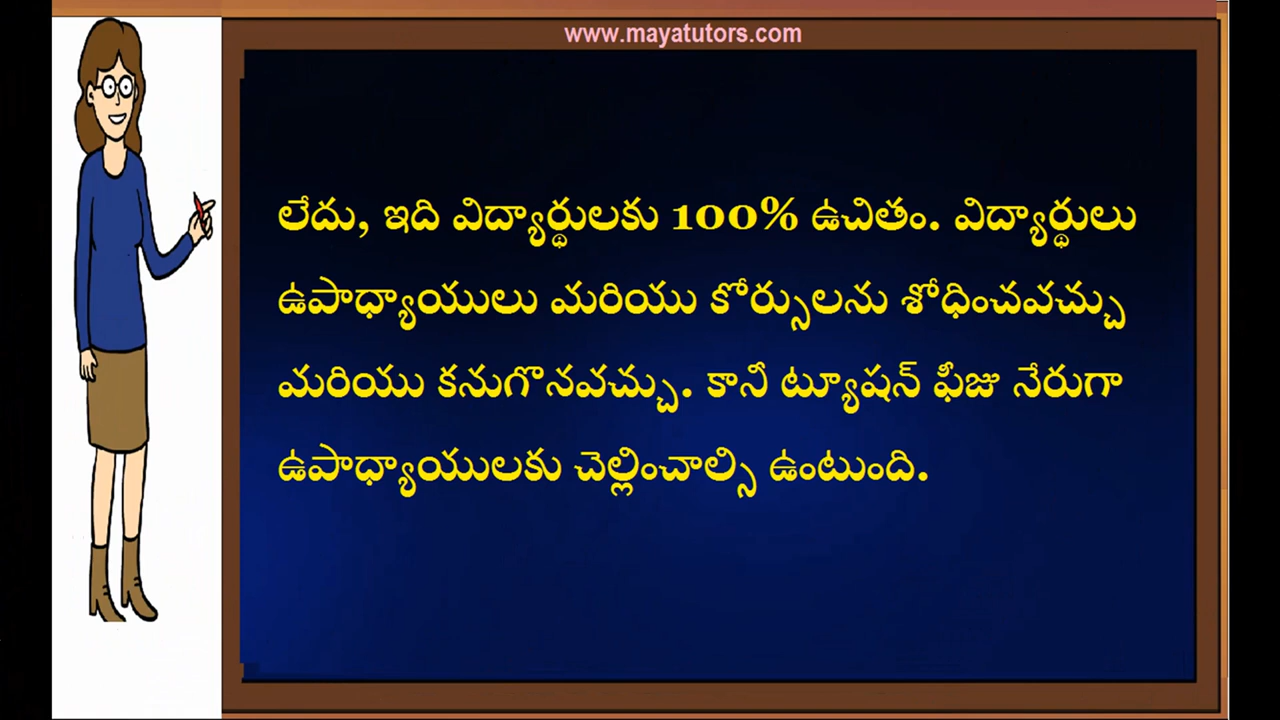 www.mayatutors.com
లేదు, ఇది విద్యార్థులకు 100% ఉచితం. విద్యార్థులు
ఉపాధ్యాయులు మరియు కోర్సులను శోధించవచ్చు
మరియు కనుగొనవచ్చు. కానీ ట్యూషన్ ఫీజు నేరుగా
ఉపాధ్యాయులకు చెల్లించాల్సి ఉంటుంది.